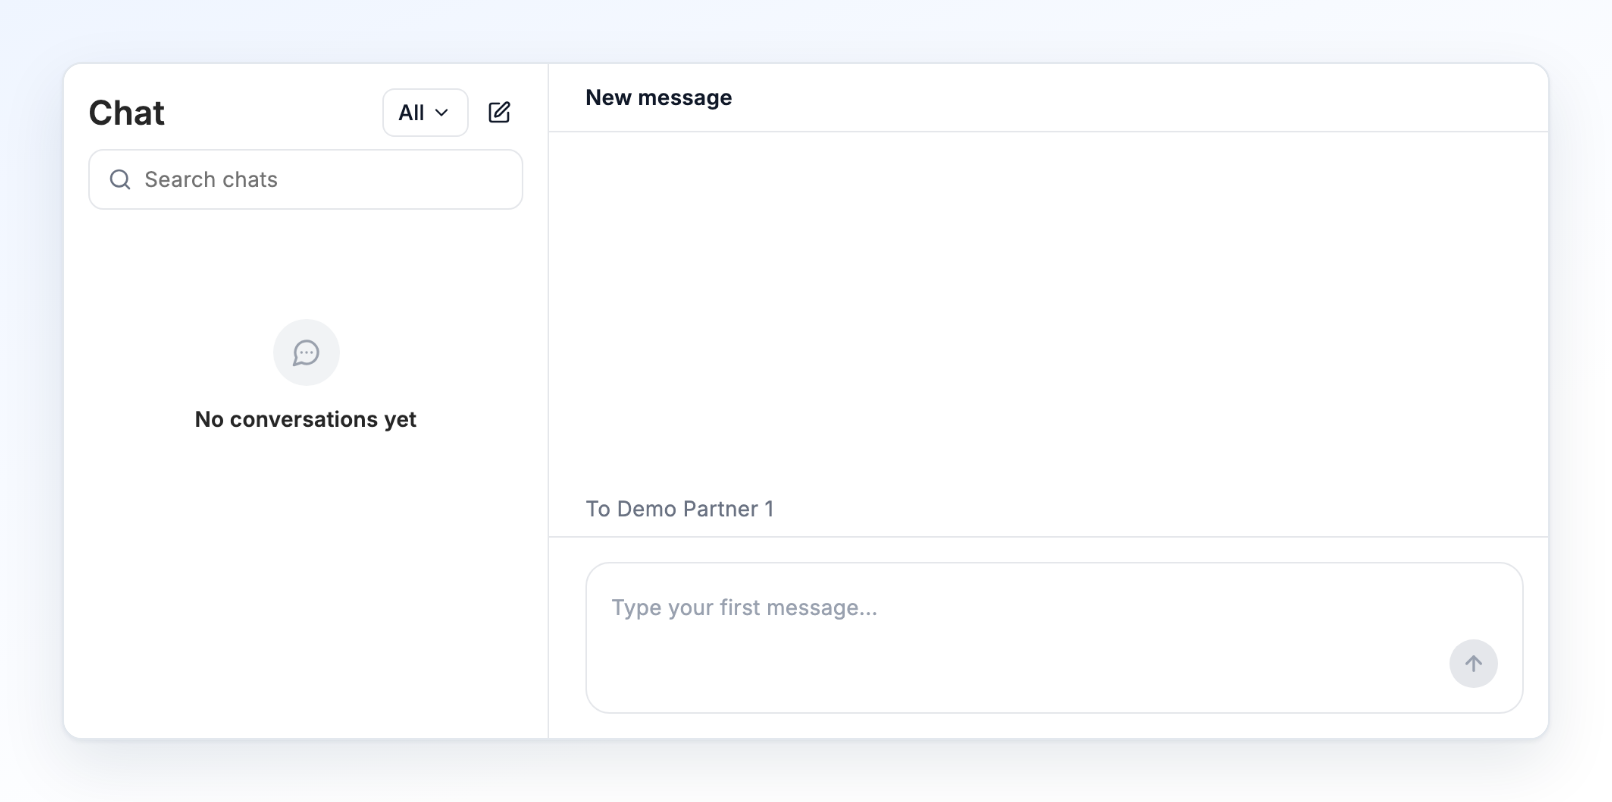 Chat
All
Search chats
No conversations yet
New message
To Demo Partner 1
Type your first message...